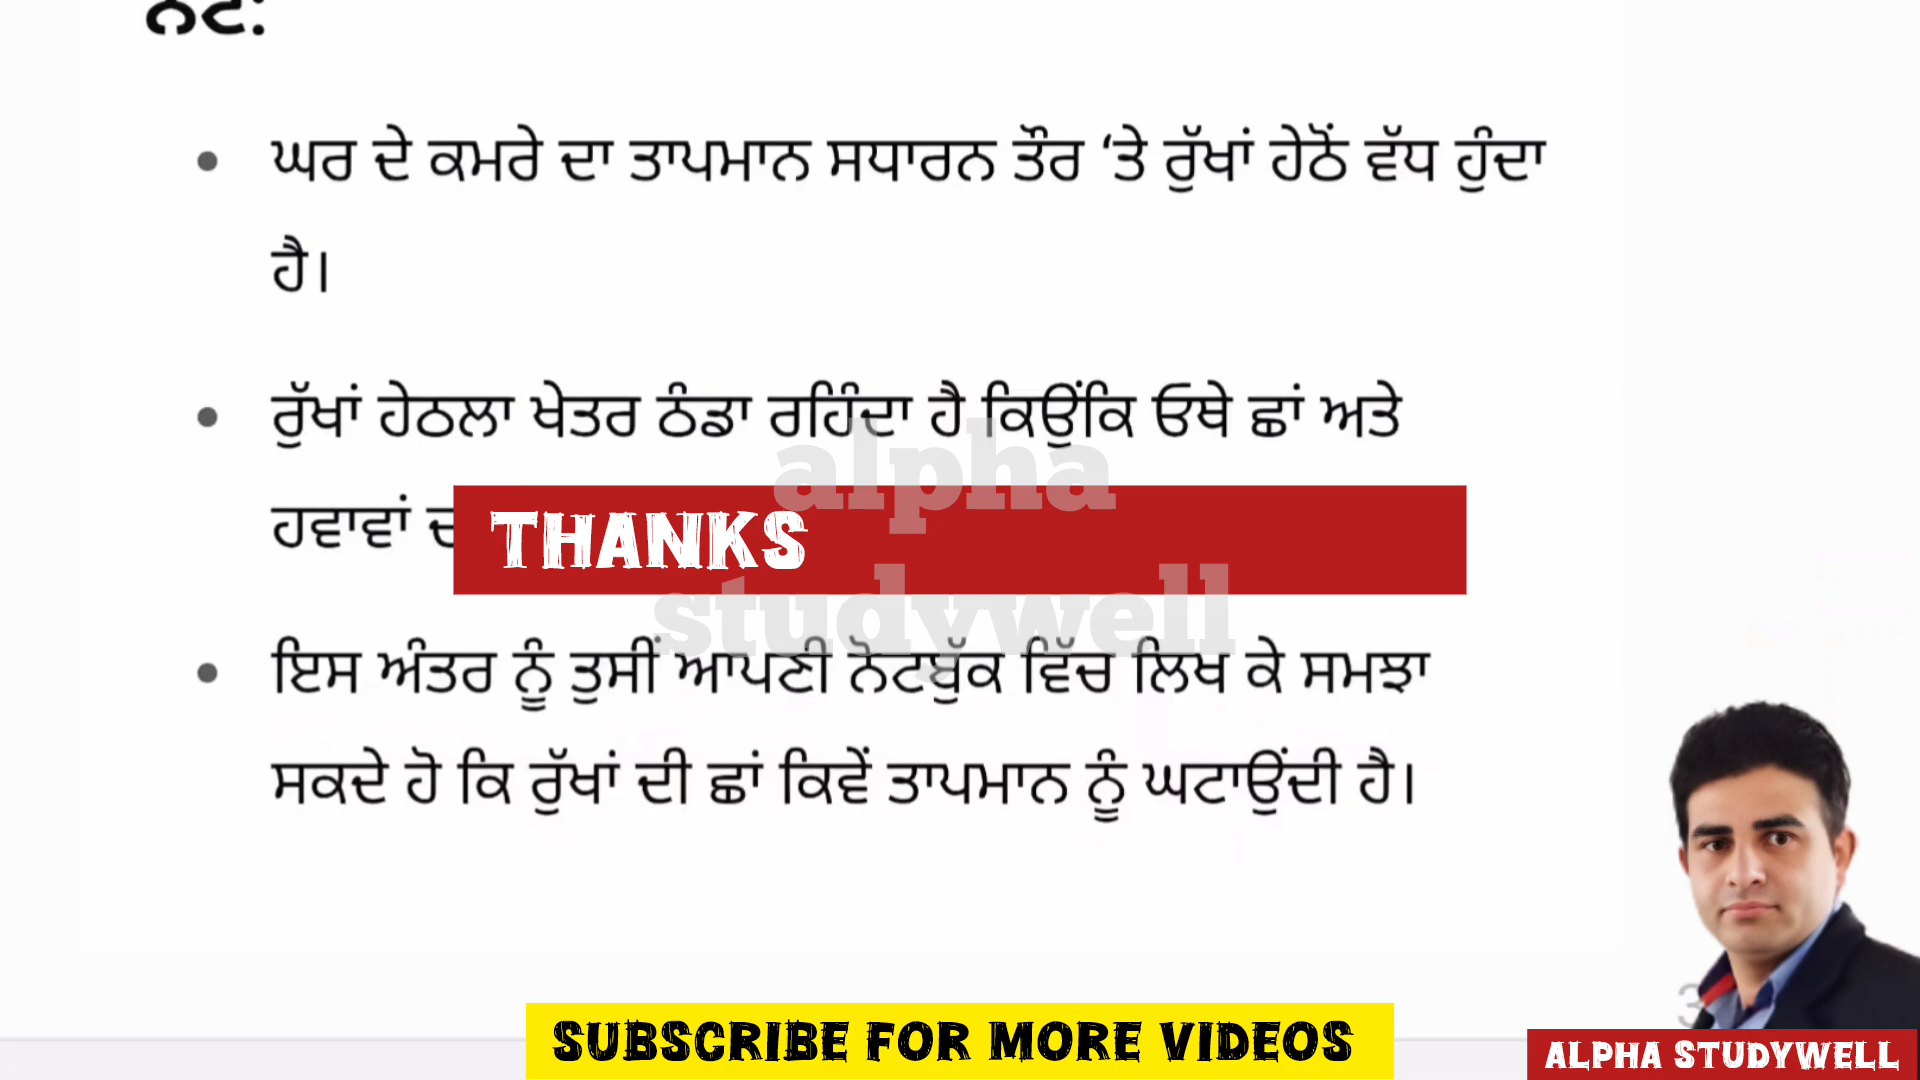 ਨੋਟ:
• ਘਰ ਦੇ ਕਮਰੇ ਦਾ ਤਾਪਮਾਨ ਸਧਾਰਨ ਤੌਰ ‘ਤੇ ਰੁੱਖਾਂ ਹੇਠੋਂ ਵੱਧ ਹੁੰਦਾ
ਹੈ।
• ਰੁੱਖਾਂ ਹੇਠਲਾ ਖੇਤਰ ਠੰਡਾ ਰਹਿੰਦਾ ਹੈ ਕਿਉਂਕਿ ਓਥੇ ਛਾਂ ਅਤੇ
alpha
ਹਵਾਵਾਂ
THANKS
studywell
• ਇਸ ਅੰਤਰ ਨੂੰ ਤੁਸੀਂ ਆਪਣੀ ਨੋਟਬੁੱਕ ਵਿੱਚ ਲਿਖ ਕੇ ਸਮਝਾ
ਸਕਦੇ ਹੋ ਕਿ ਰੁੱਖਾਂ ਦੀ ਛਾਂ ਕਿਵੇਂ ਤਾਪਮਾਨ ਨੂੰ ਘਟਾਉਂਦੀ ਹੈ।
SUBSCRIBE FOR MORE VIDEOS
ALPHA STUDYWELL